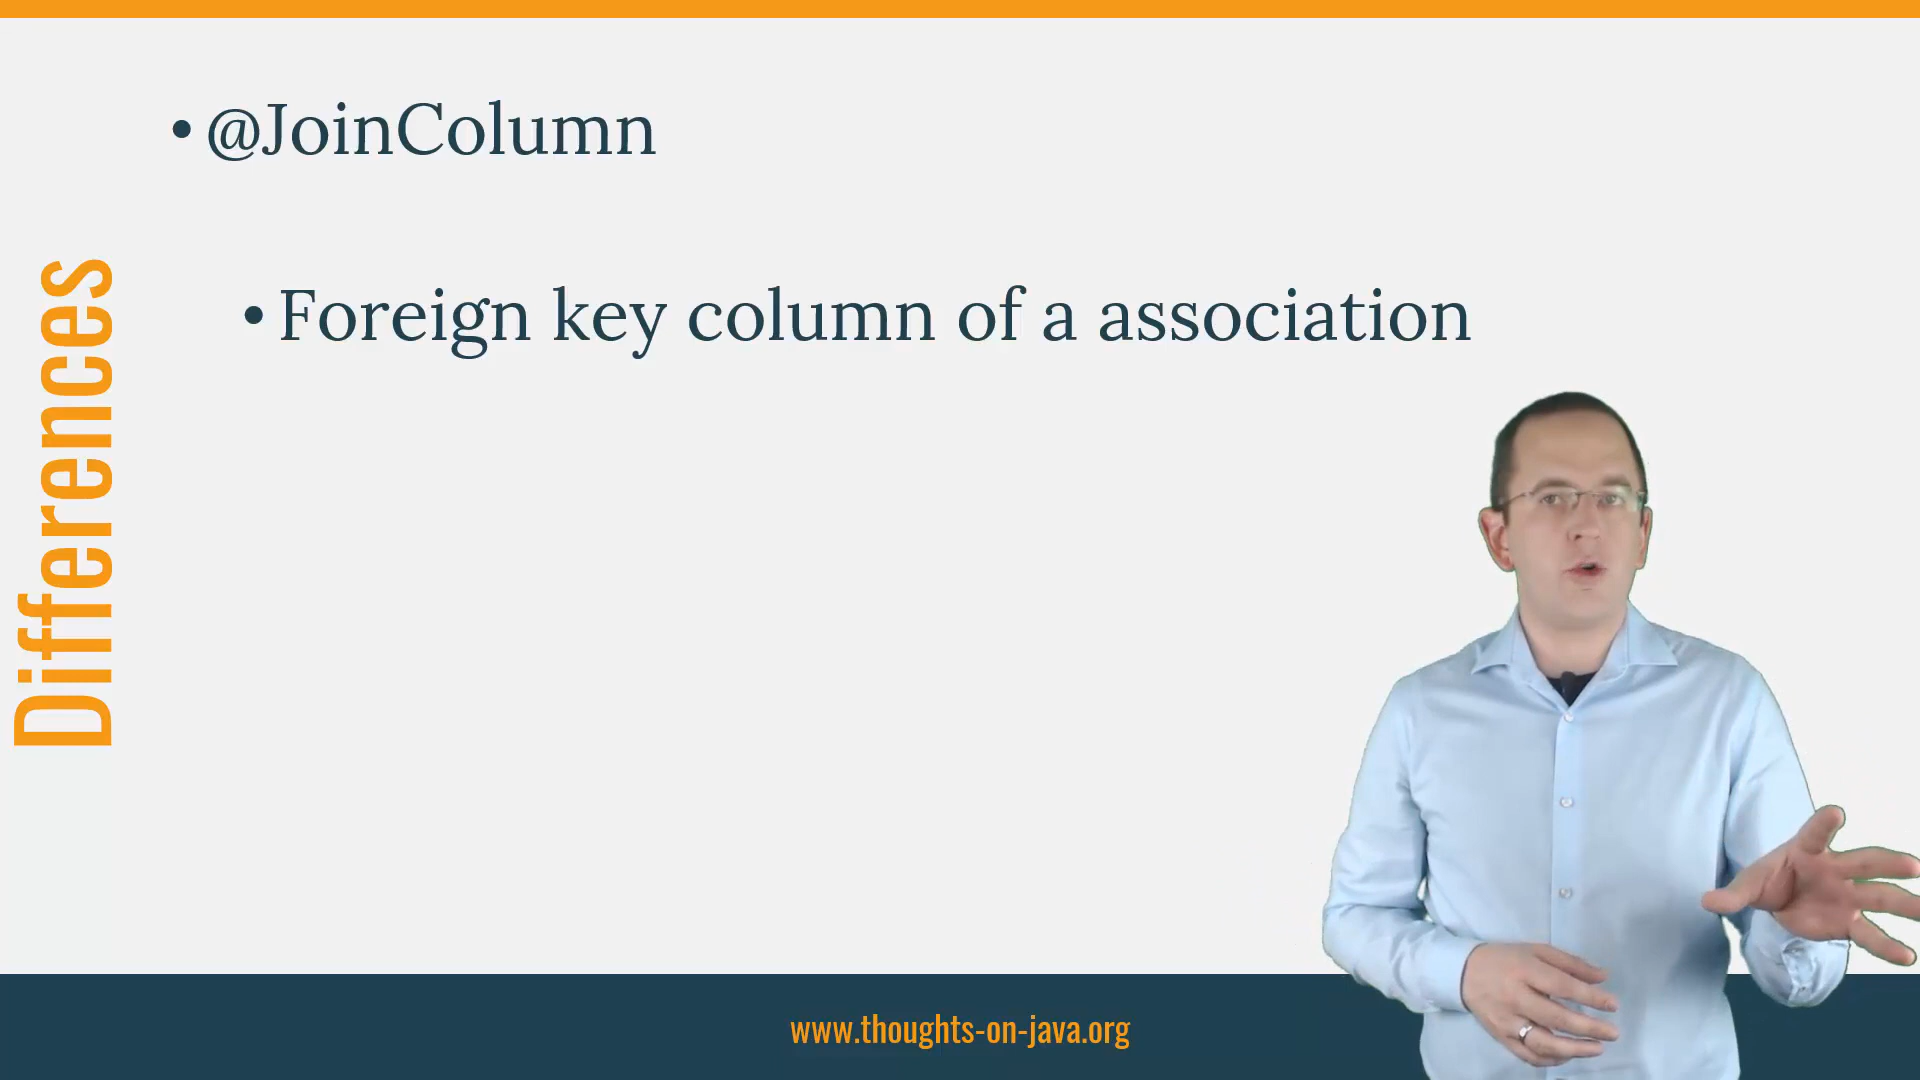 • @JoinColumn
• Foreign key column of a association
Differences
www.thoughts-on-java.org